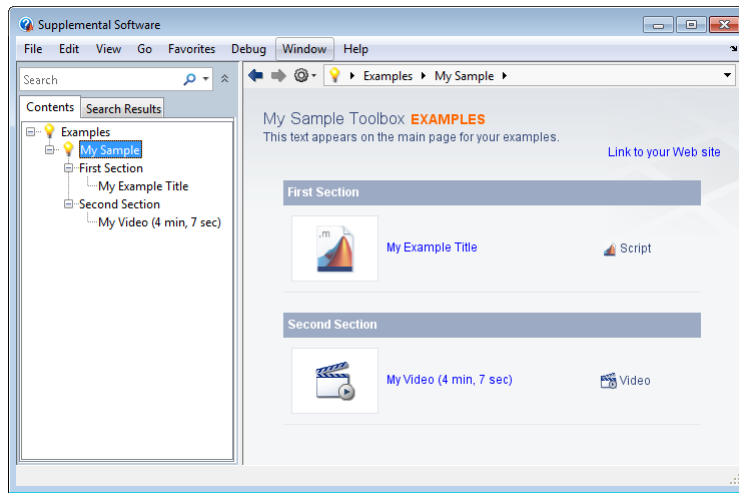 Supplemental Software
File Edit View Go Favorites Debug Window Help
Search
Examples My Sample
Contents Search Results
Examples
My Sample
First Section
My Example Title
Second Section
My Video (4 min, 7 sec)
My Sample Toolbox EXAMPLES
This text appears on the main page for your examples.
Link to your Web site
First Section
.m
My Example Title Script
Second Section
My Video (4 min, 7 sec) Video